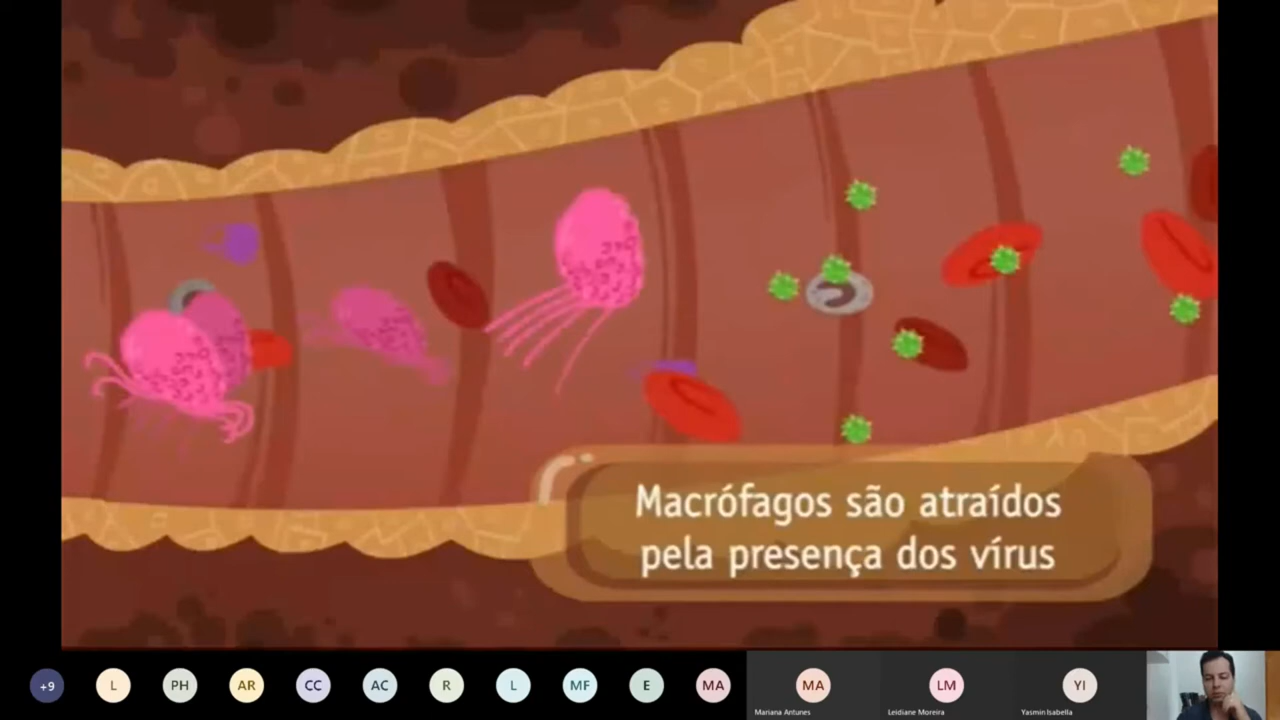 Macrófagos são atraídos
pela presença dos vírus
+9
L
PH
AR
CC
AC
R
L
MF
E
MA
MA
LM
YI
Mariana Antunes
Leidiane Moreira
Yasmin Isabella